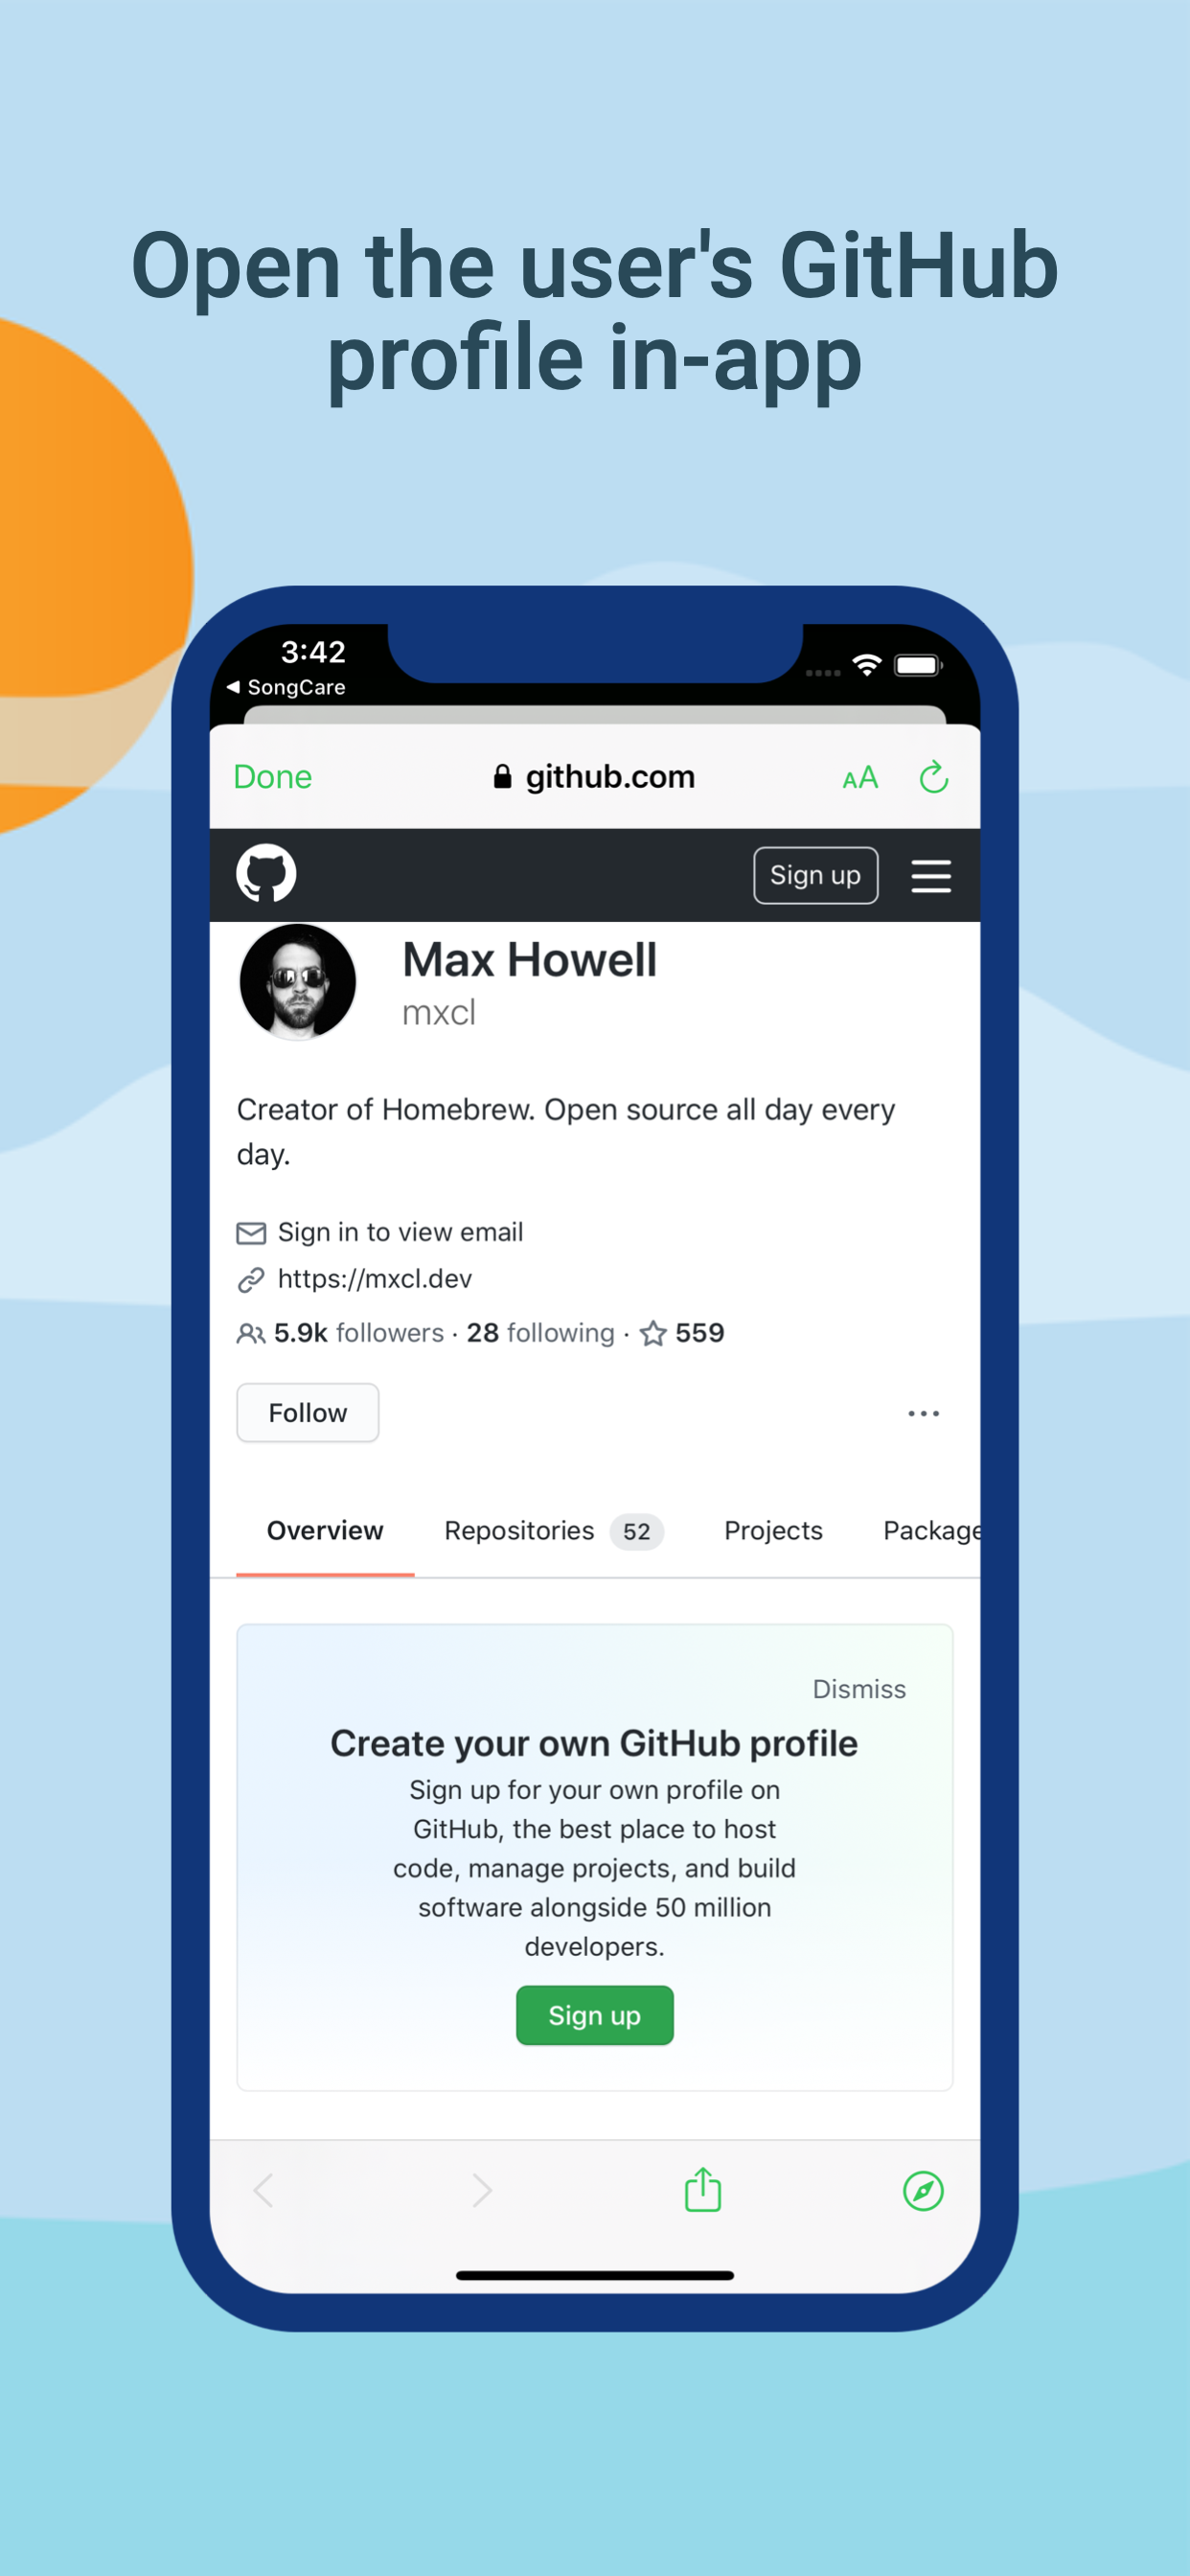 Open the user's GitHub
profile in-app
3:42
◀ SongCare
Done
github.com
AA
Sign up
Max Howell
mxcl
Creator of Homebrew. Open source all day every
day.
Sign in to view email
https://mxcl.dev
5.9k followers · 28 following · 559
Follow
...
Overview Repositories 52 Projects Package
Dismiss
Create your own GitHub profile
Sign up for your own profile on
GitHub, the best place to host
code, manage projects, and build
software alongside 50 million
developers.
Sign up